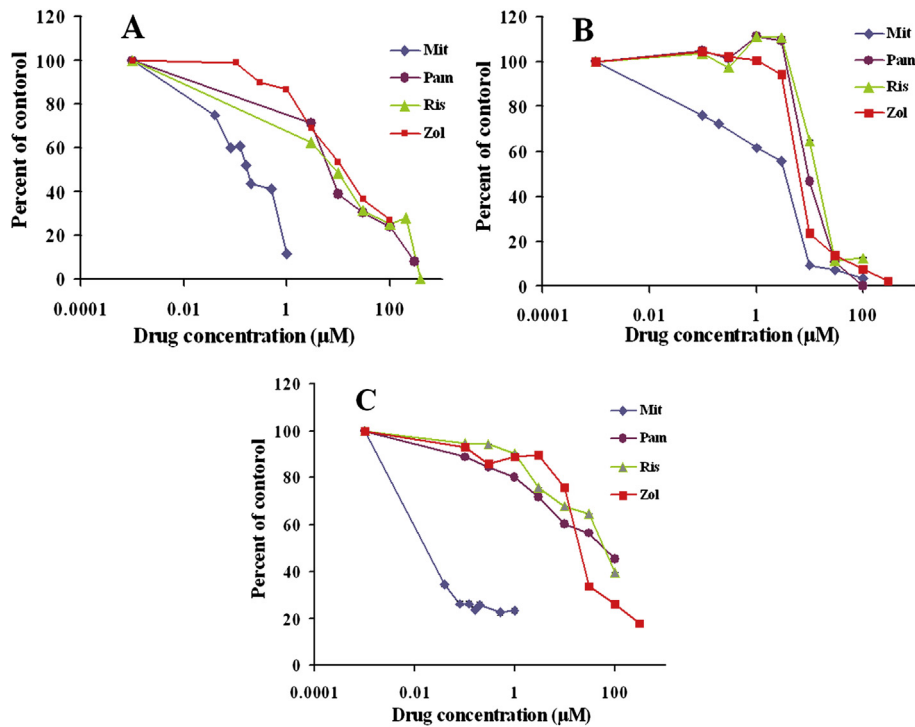 A
120
100
80
60
40
20
0
Percent of contorol
0.0001
0.01
1
100
Drug concentration (µM)
Mit
Pam
Ris
Zol
B
120
100
80
60
40
20
0
Percent of contorol
0.0001
0.01
1
100
Drug concentration (µM)
Mit
Pam
Ris
Zol
C
120
100
80
60
40
20
0
Percent of contorol
0.0001
0.01
1
100
Drug concentration (µM)
Mit
Pam
Ris
Zol